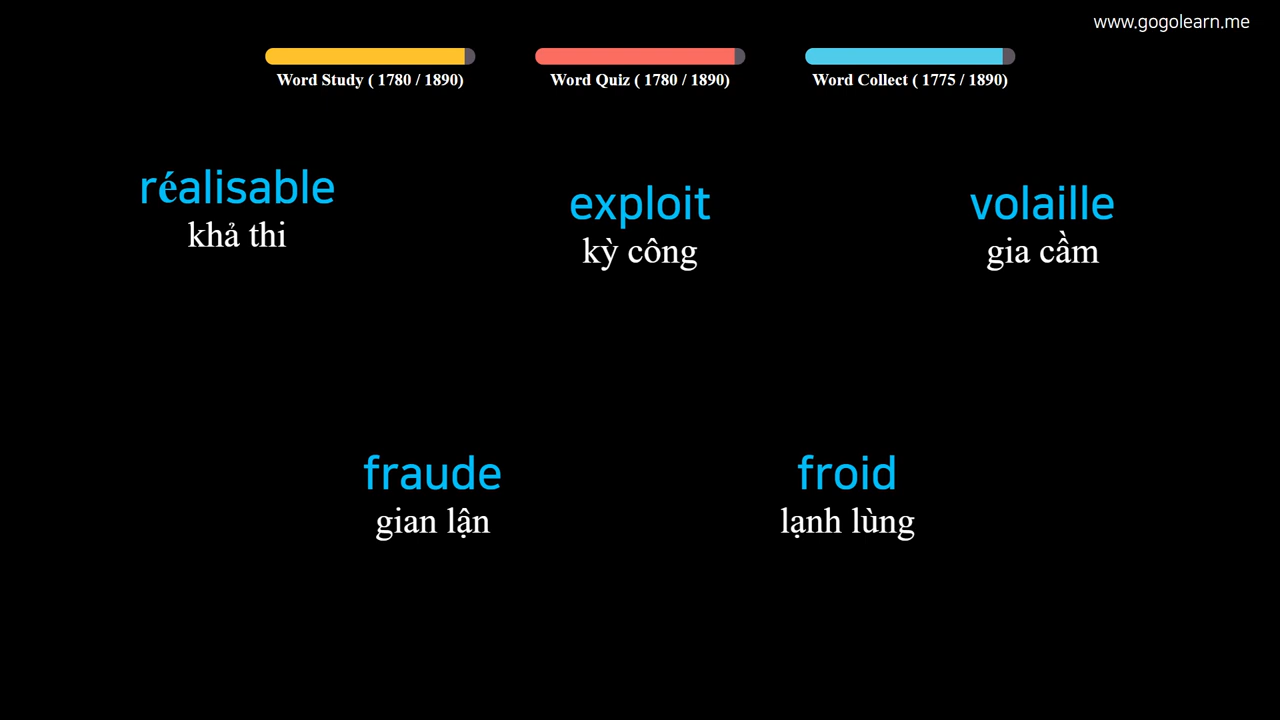 www.gogolearn.me
Word Study ( 1780 / 1890)
Word Quiz ( 1780 / 1890)
Word Collect ( 1775 / 1890)
réalisable
khả thi
exploit
kỳ công
volaille
gia cầm
fraude
gian lận
froid
lạnh lùng